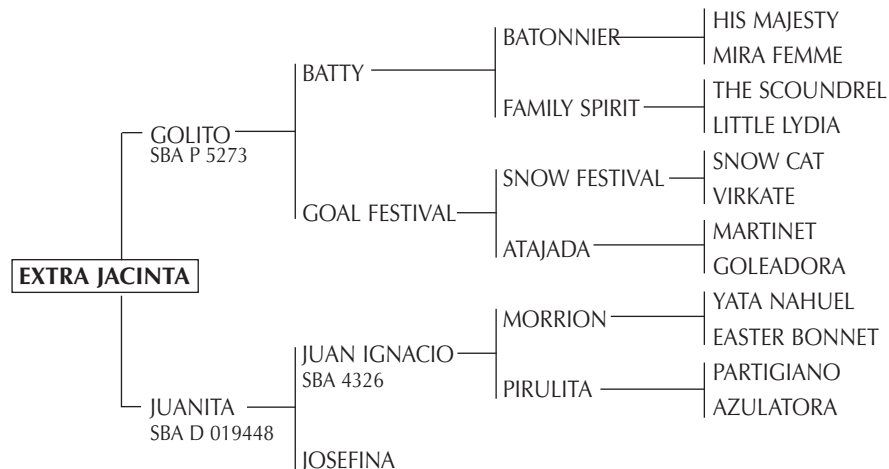 HIS MAJESTY
BATONNIER
MIRA FEMME
BATTY
THE SCOUNDREL
FAMILY SPIRIT
LITTLE LYDIA
GOLITO
SBA P 5273
SNOW CAT
SNOW FESTIVAL
VIRKATE
GOAL FESTIVAL
MARTINET
ATAJADA
GOLEADORA
EXTRA JACINTA
YATA NAHUEL
MORRION
EASTER BONNET
JUAN IGNACIO
SBA 4326
PARTIGIANO
PIRULITA
AZULATORA
JUANITA
SBA D 019448
JOSEFINA